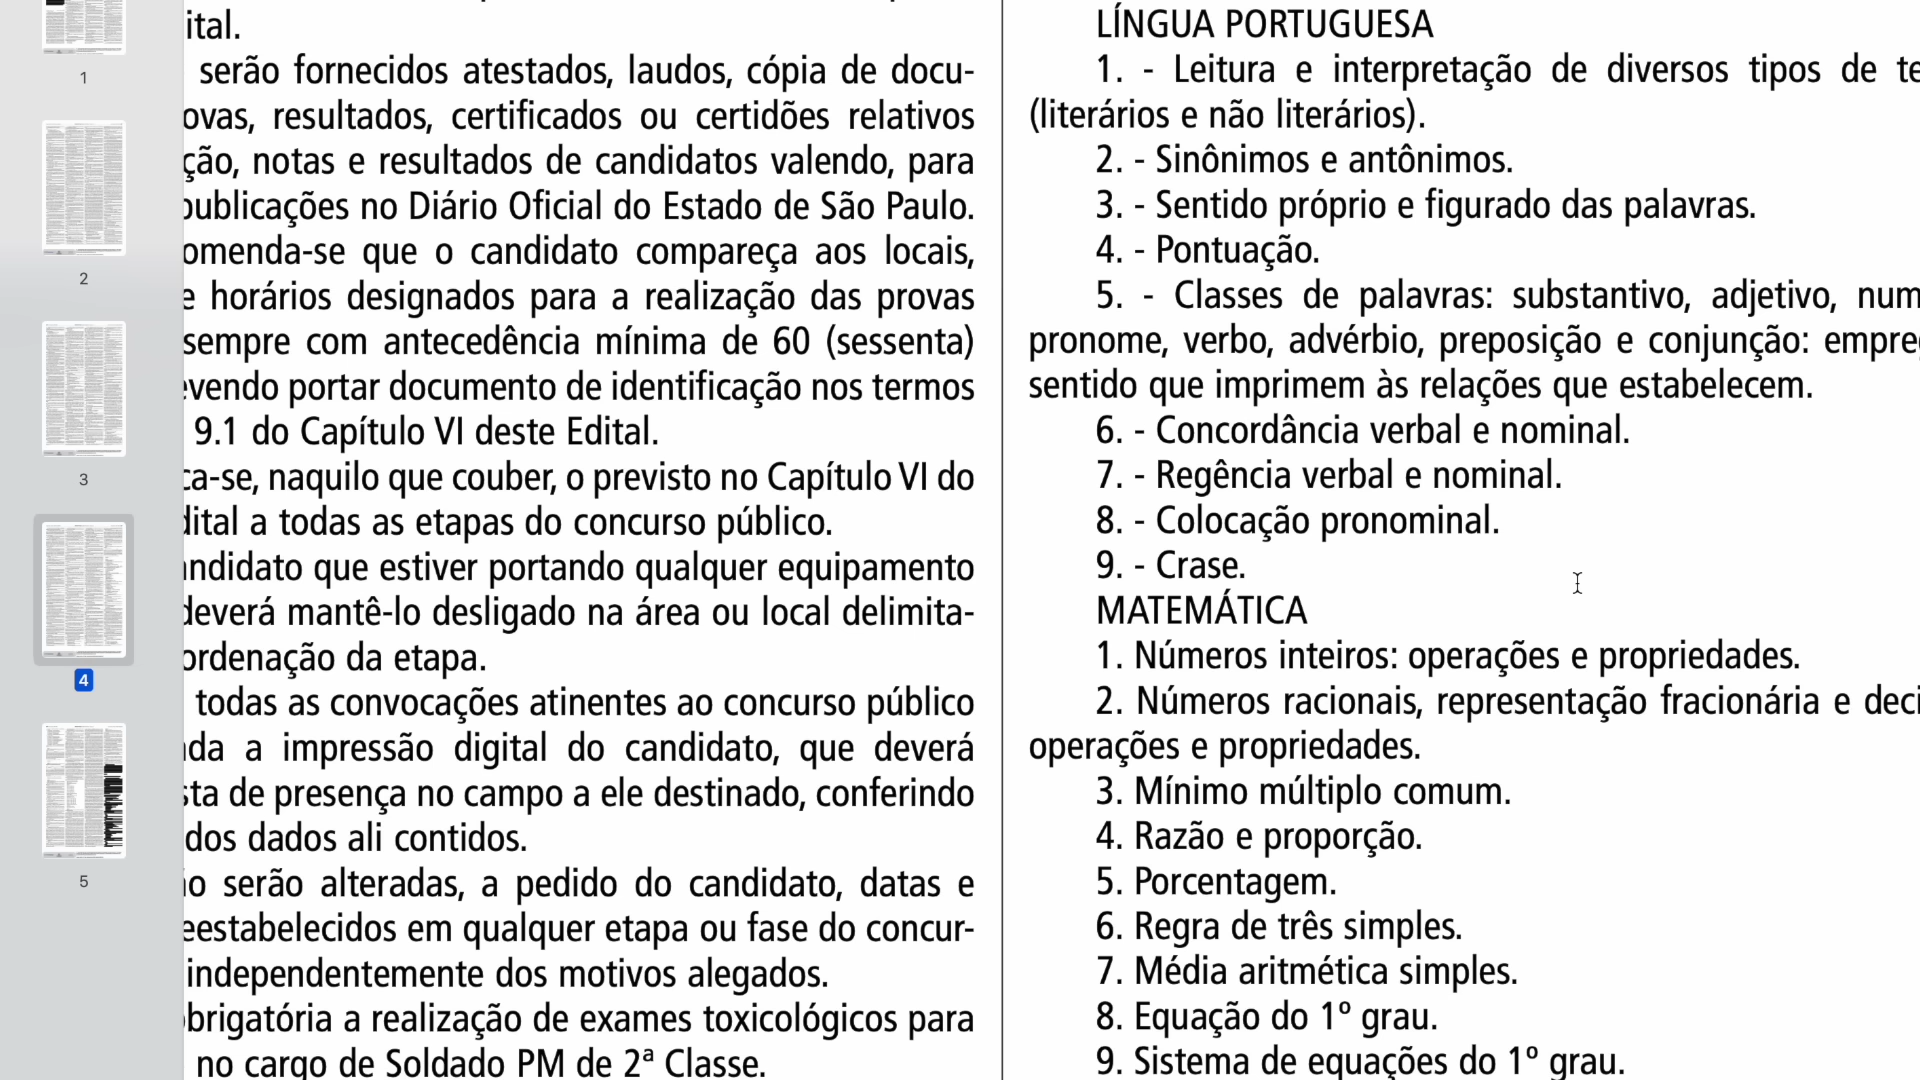 1
2
3
4
5
ital.
serão fornecidos atestados, laudos, cópia de docu-
ovas, resultados, certificados ou certidões relativos
ção, notas e resultados de candidatos valendo, para
publicações no Diário Oficial do Estado de São Paulo.
omenda-se que o candidato compareça aos locais,
e horários designados para a realização das provas
sempre com antecedência mínima de 60 (sessenta)
evendo portar documento de identificação nos termos
9.1 do Capítulo VI deste Edital.
ca-se, naquilo que couber, o previsto no Capítulo VI do
dital a todas as etapas do concurso público.
andidato que estiver portando qualquer equipamento
deverá mantê-lo desligado na área ou local delimita-
ordenação da etapa.
todas as convocações atinentes ao concurso público
ada a impressão digital do candidato, que deverá
sta de presença no campo a ele destinado, conferindo
dos dados ali contidos.
ão serão alteradas, a pedido do candidato, datas e
eestabelecidos em qualquer etapa ou fase do concur-
independentemente dos motivos alegados.
obrigatória a realização de exames toxicológicos para
no cargo de Soldado PM de 2ª Classe.
LÍNGUA PORTUGUESA
1. - Leitura e interpretação de diversos tipos de te
(literários e não literários).
2. - Sinônimos e antônimos.
3. - Sentido próprio e figurado das palavras.
4. - Pontuação.
5. - Classes de palavras: substantivo, adjetivo, num
pronome, verbo, advérbio, preposição e conjunção: empre
sentido que imprimem às relações que estabelecem.
6. - Concordância verbal e nominal.
7. - Regência verbal e nominal.
8. - Colocação pronominal.
9. - Crase.
MATEMÁTICA
1. Números inteiros: operações e propriedades.
2. Números racionais, representação fracionária e deci
operações e propriedades.
3. Mínimo múltiplo comum.
4. Razão e proporção.
5. Porcentagem.
6. Regra de três simples.
7. Média aritmética simples.
8. Equação do 1º grau.
9. Sistema de equações do 1º grau.